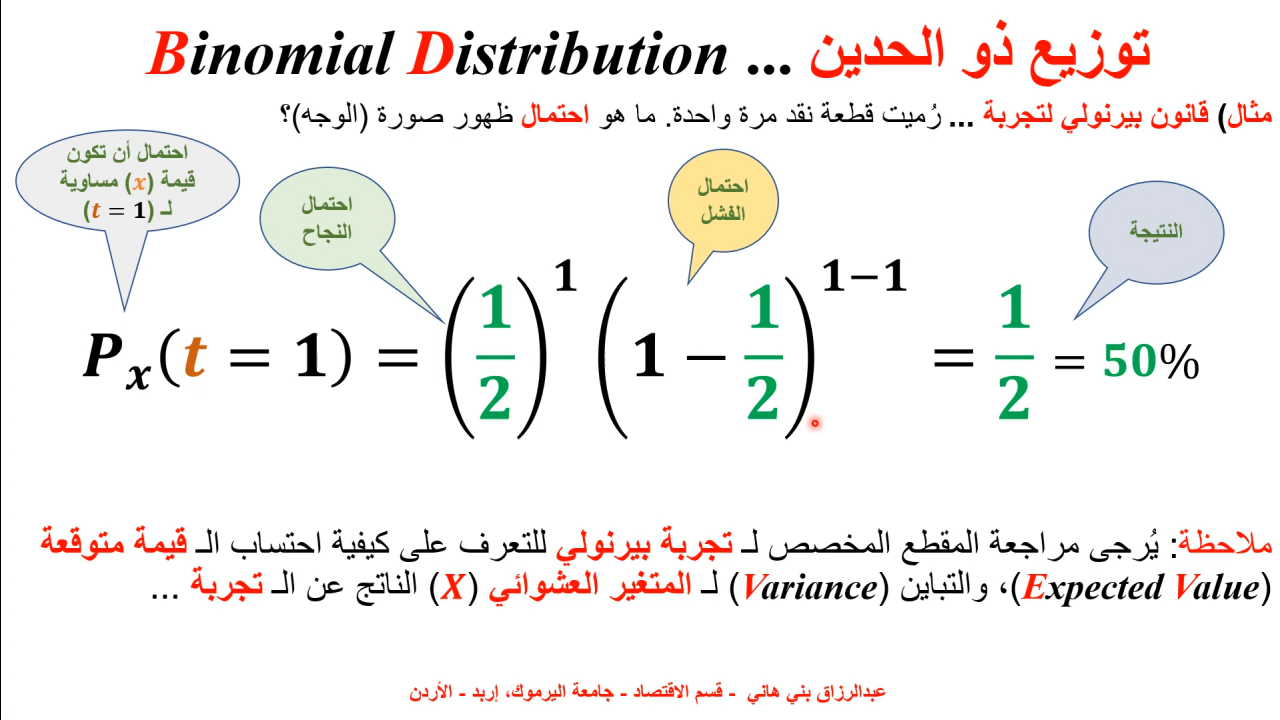 توزيع ذو الحدين ... Binomial Distribution
مثال) قانون بيرنولي لتجربة ... رُميت قطعة نقد مرة واحدة. ما هو احتمال ظهور صورة (الوجه)؟
احتمال أن تكون
قيمة (x) مساوية
لـ (t = 1)
احتمال
النجاح
احتمال
الفشل
النتيجة
Pₓ(t = 1) = (1/2)¹ (1 − 1/2)¹⁻¹ = 1/2 = 50%
ملاحظة: يُرجى مراجعة المقطع المخصص لـ تجربة بيرنولي للتعرف على كيفية احتساب الـ قيمة متوقعة
(Expected Value)، والتباين (Variance) لـ المتغير العشوائي (X) الناتج عن الـ تجربة ...
عبدالرزاق بني هاني - قسم الاقتصاد - جامعة اليرموك، إربد - الأردن